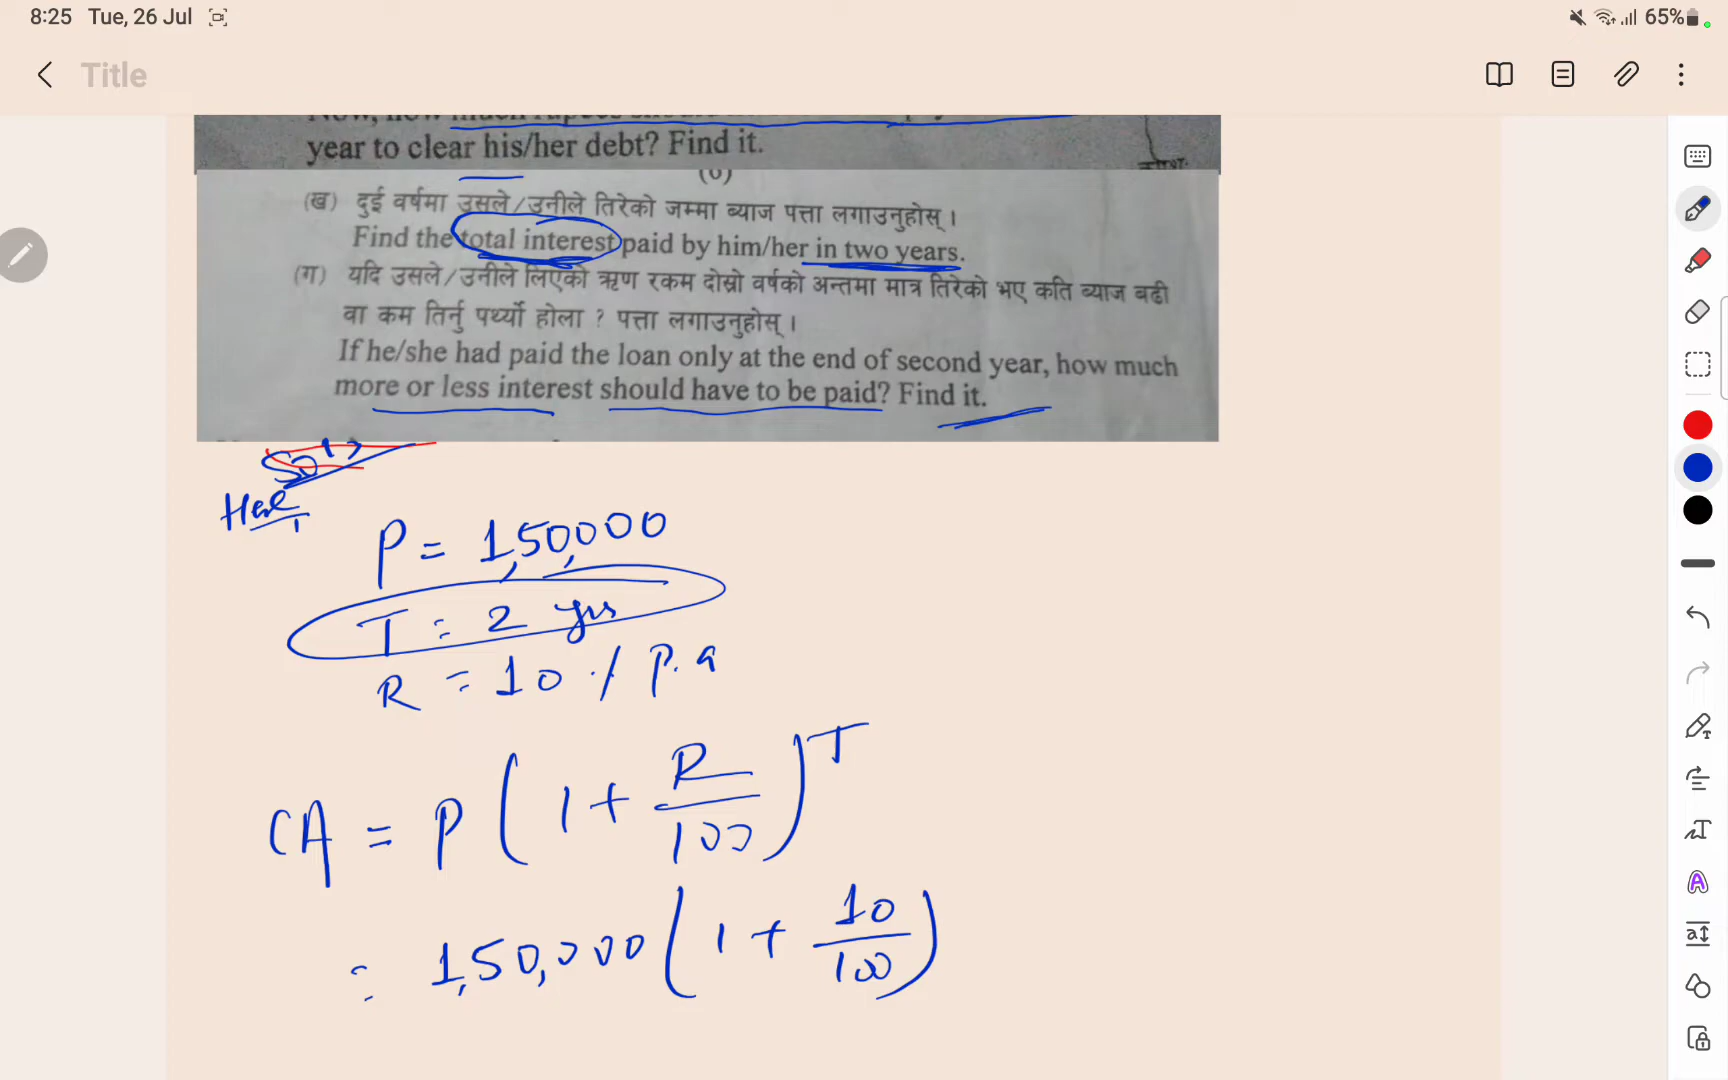 8:25 Tue, 26 Jul 65%
Title
year to clear his/her debt? Find it.
(ख) दुई वर्षमा उसले/उनीले तिरेको जम्मा ब्याज पत्ता लगाउनुहोस् ।
Find the total interest paid by him/her in two years.
(ग) यदि उसले/उनीले लिएको ऋण रकम दोस्रो वर्षको अन्तमा मात्र तिरेको भए कति ब्याज बढी
वा कम तिर्नु पर्थ्यो होला ? पत्ता लगाउनुहोस् ।
If he/she had paid the loan only at the end of second year, how much
more or less interest should have to be paid? Find it.
P = 1,50,000
T = 2 yrs
R = 10 % P.a
CA = P ( 1 + R/100 )^T
= 1,50,000 ( 1 + 10/100 )